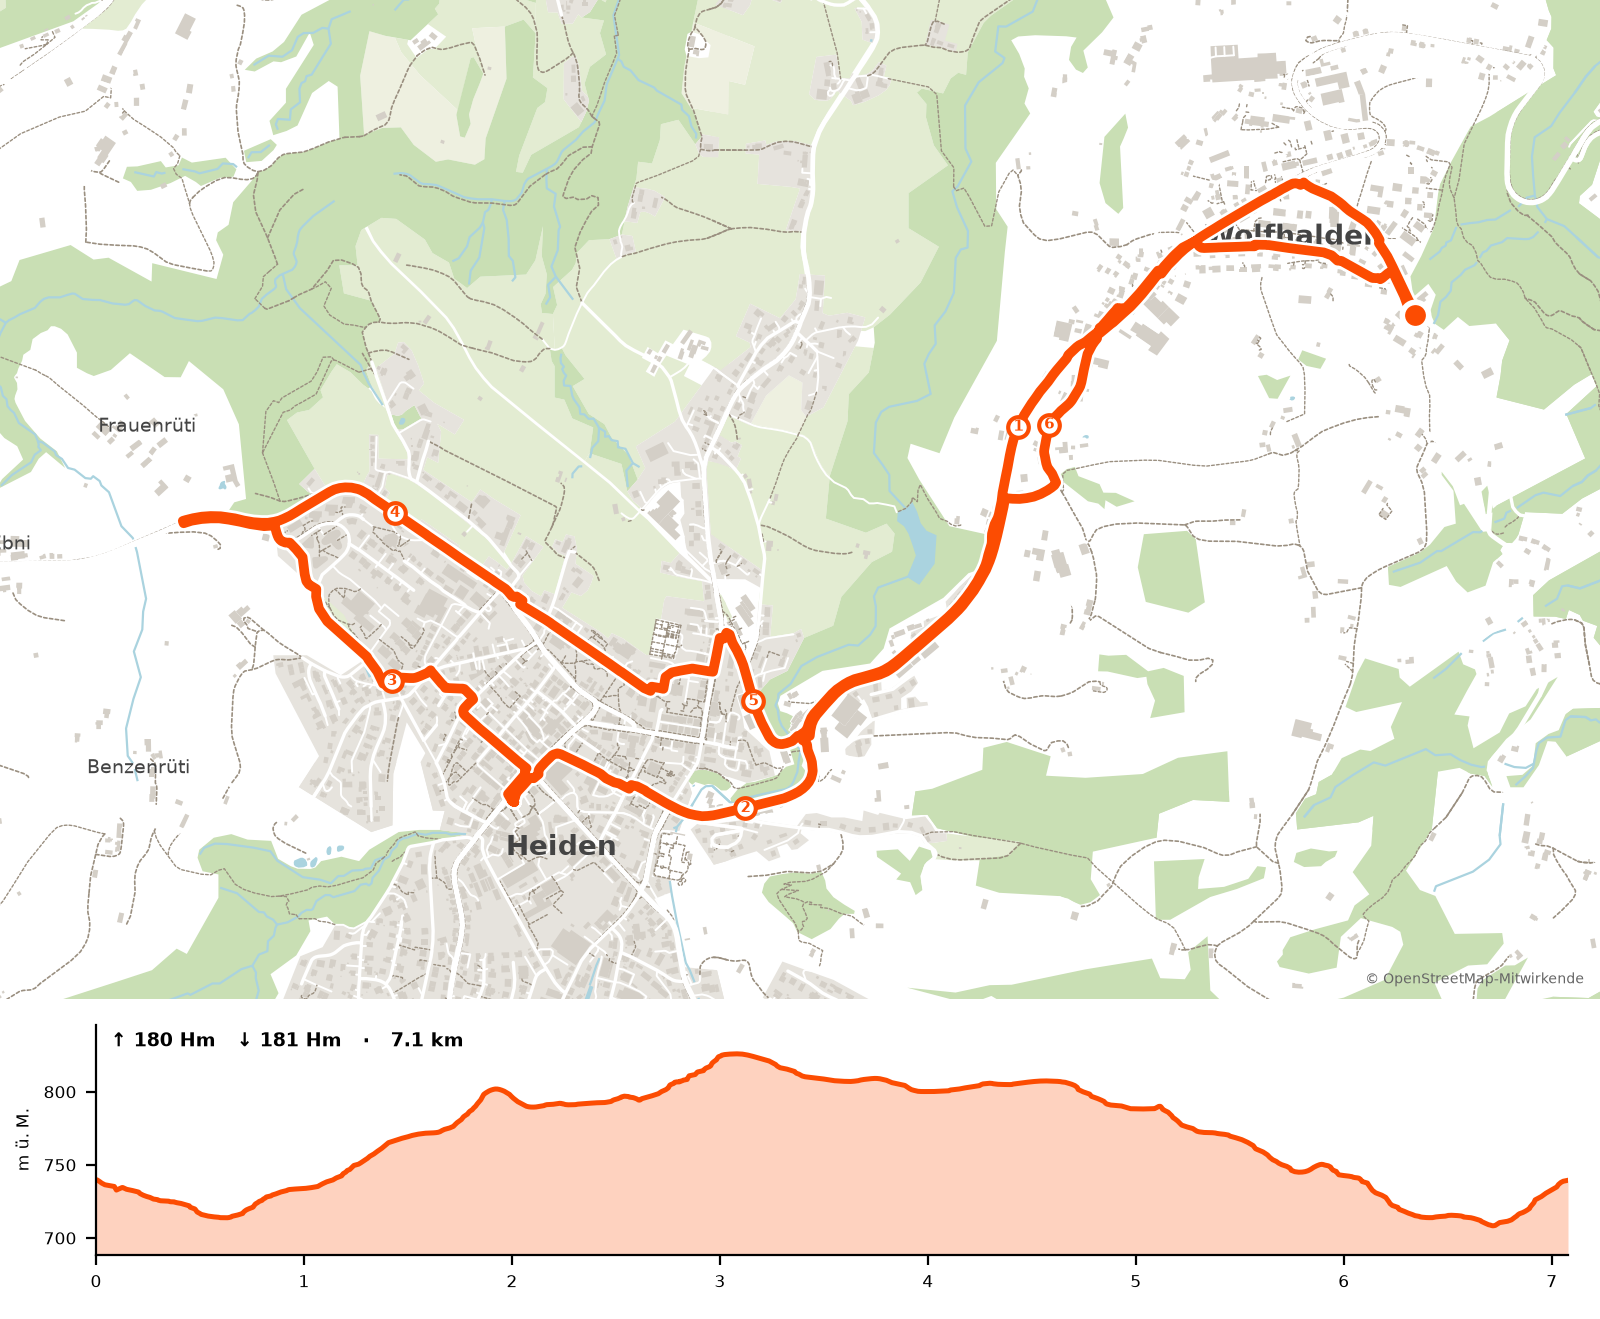 Wolfhalden
Frauenrüti
1
6
4
bni
5
3
Benzenrüti
2
Heiden
© OpenStreetMap-Mitwirkende
↑ 180 Hm ↓ 181 Hm · 7.1 km
m ü. M.
800
750
700
0 1 2 3 4 5 6 7